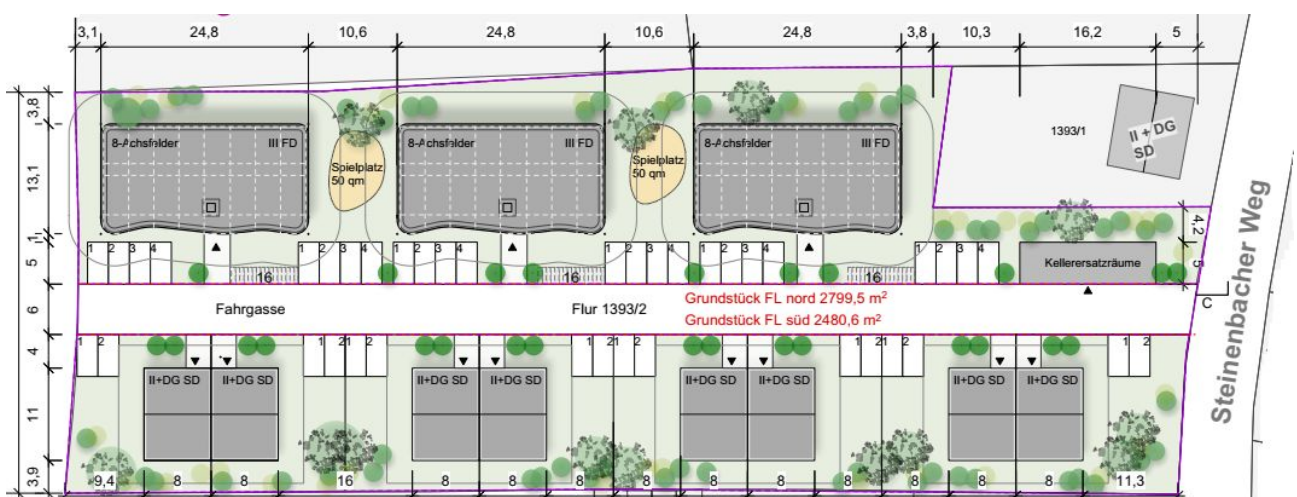 3,1 24,8 10,6 24,8 10,6 24,8 3,8 10,3 16,2 5
3,8
13,1
1
5
6
4
11
3,9
8-Achsfelder III FD
Spielplatz
50 qm
8-Achsfelder III FD
Spielplatz
50 qm
8-Achsfelder III FD
1393/1
II + DG
SD
4,2
5
1 2 3 4
16
1 2 3 4
1 2 3 4
16
1 2 3 4
1 2 3 4
16
1 2 3 4
Kellerersatzräume
C
Steinenbacher Weg
Fahrgasse
Flur 1393/2
Grundstück FL nord 2799,5 m²
Grundstück FL süd 2480,6 m²
1 2
1 2 1 2
1 2 1 2
1 2 1 2
1 2
II+DG SD II+DG SD
II+DG SD II+DG SD
II+DG SD II+DG SD
II+DG SD II+DG SD
9,4 8 8 16 8 8 8 8 8 8 8 8 8 8 11,3